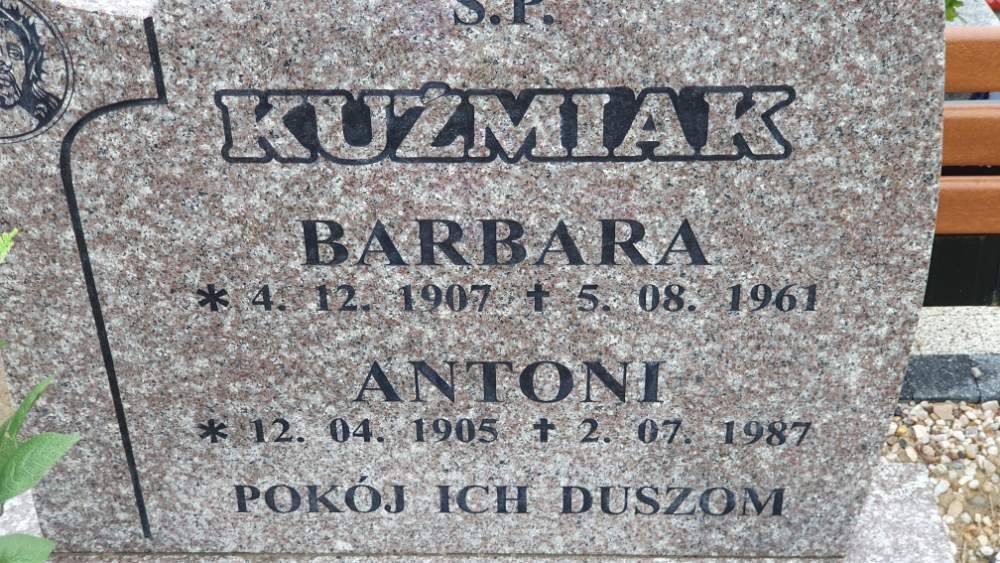 Ś.P.
KUŹMIAK
BARBARA
* 4. 12. 1907 † 5. 08. 1961
ANTONI
* 12. 04. 1905 † 2. 07. 1987
POKÓJ ICH DUSZOM